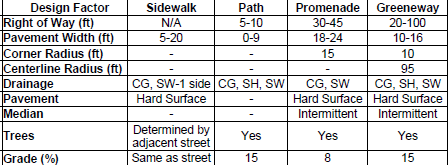 Design Factor Sidewalk Path Promenade Greeneway
Right of Way (ft) N/A 5-10 30-45 20-100
Pavement Width (ft) 5-20 0-9 18-24 10-16
Corner Radius (ft) - - 15 10
Centerline Radius (ft) - - 95
Drainage CG, SW-1 side CG, SH, SW CG, SW CG, SH, SW
Pavement Hard Surface - Hard Surface Hard Surface
Median - - Intermittent Intermittent
Trees Determined by adjacent street Yes Yes Yes
Grade (%) Same as street 15 8 15